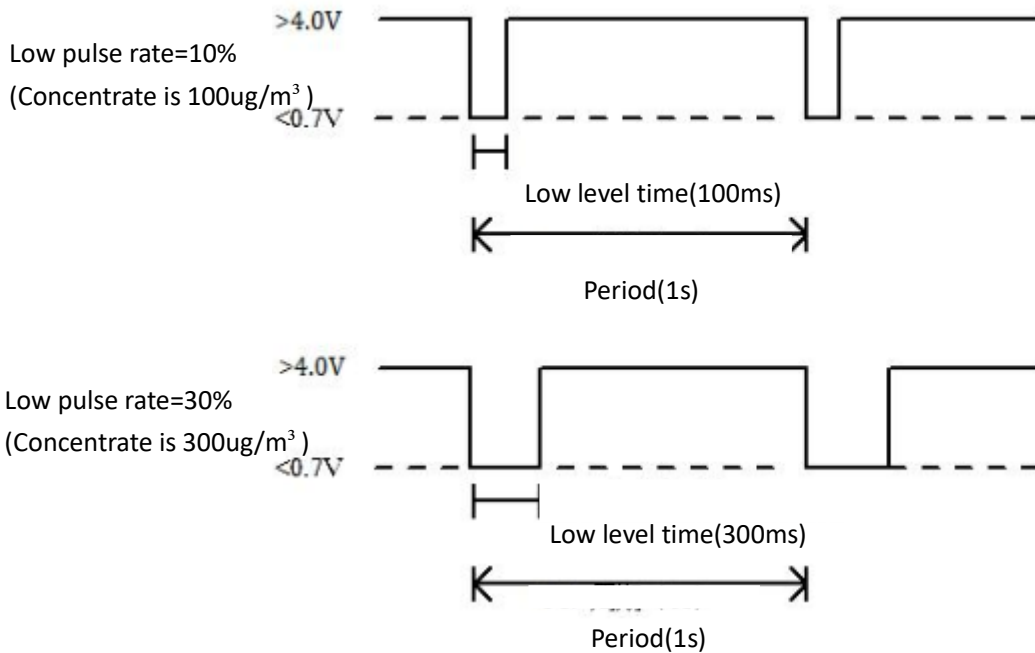 >4.0V
Low pulse rate=10%
(Concentrate is 100ug/m³ )
<0.7V
Low level time(100ms)
Period(1s)
>4.0V
Low pulse rate=30%
(Concentrate is 300ug/m³ )
<0.7V
Low level time(300ms)
Period(1s)